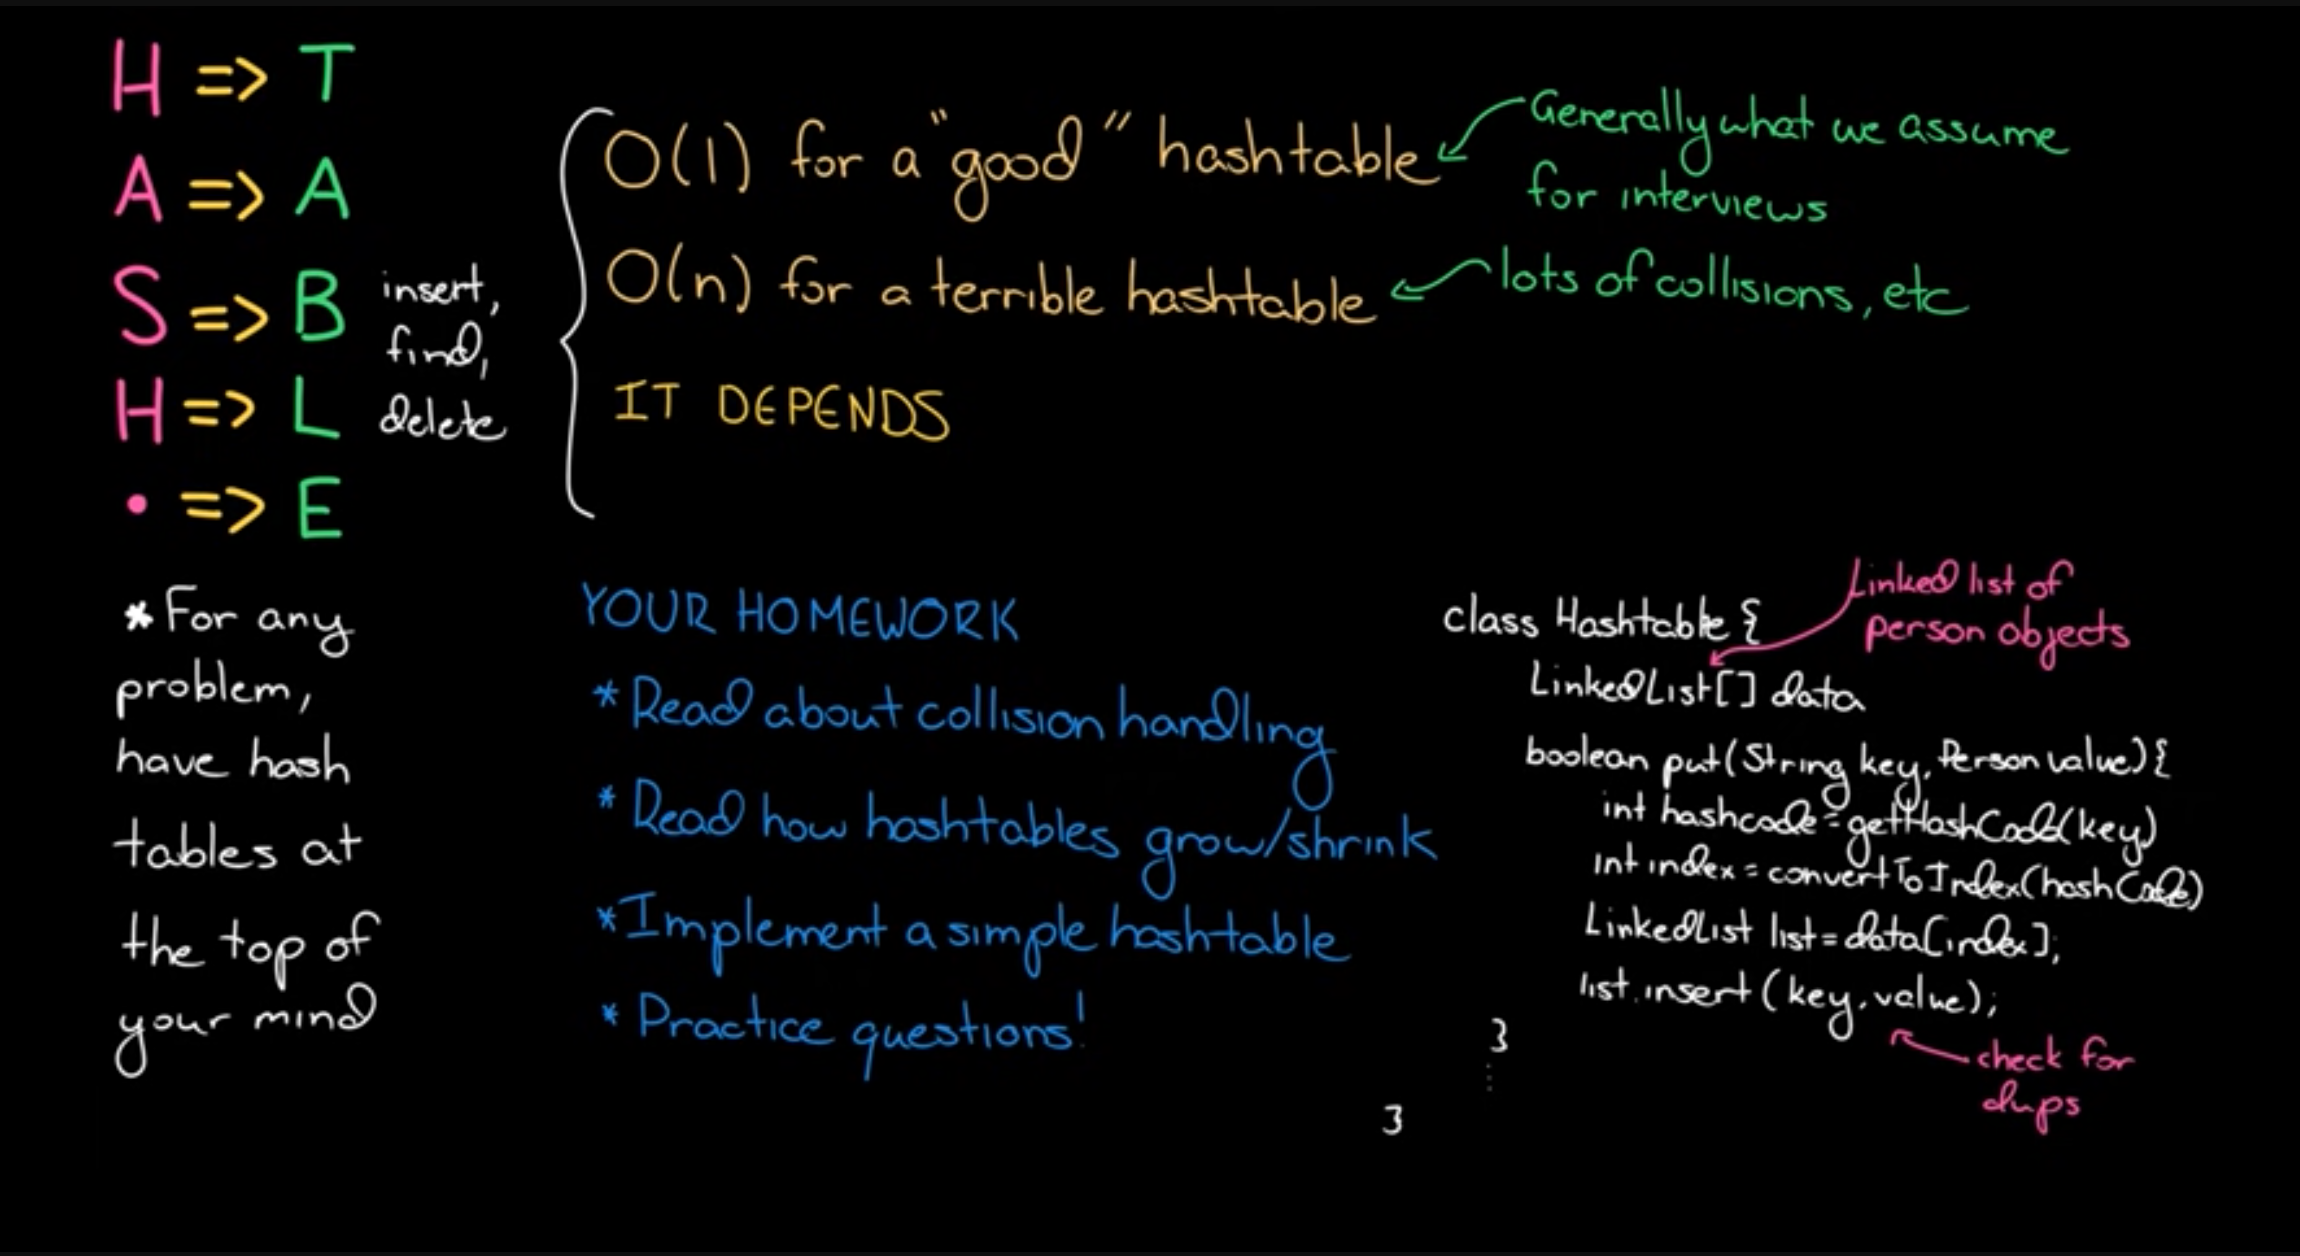 H => T
A => A
S => B
H => L
• => E
insert,
find,
delete
O(1) for a "good" hashtable
Generally what we assume
for interviews
O(n) for a terrible hashtable
lots of collisions, etc
IT DEPENDS
* For any
problem,
have hash
tables at
the top of
your mind
YOUR HOMEWORK
* Read about collision handling
* Read how hashtables grow/shrink
* Implement a simple hashtable
* Practice questions!
class Hashtable {
Linked list of
person objects
LinkedList[] data
boolean put(String key, Person value) {
int hashcode = getHashCode(key)
int index = convertToIndex(hashCode)
LinkedList list = data[index];
list.insert(key, value);
check for
dups
}
⋮
}